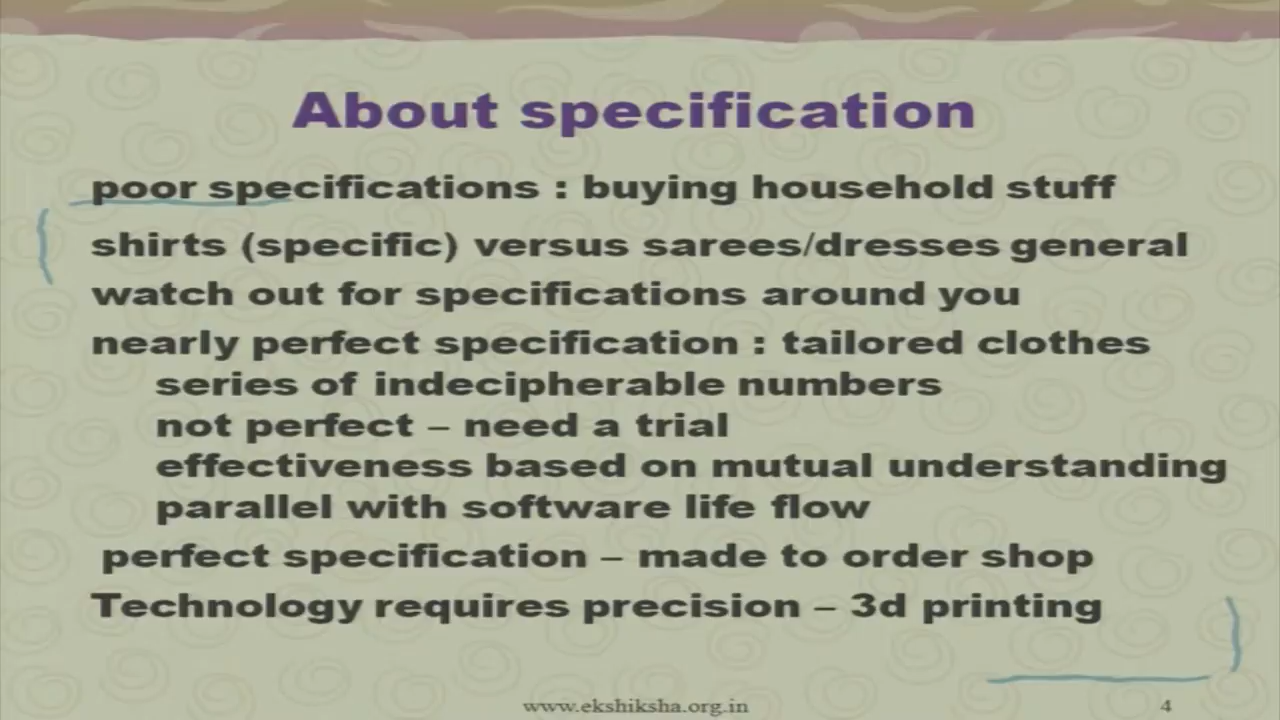 About specification
poor specifications : buying household stuff
shirts (specific) versus sarees/dresses general
watch out for specifications around you
nearly perfect specification : tailored clothes
series of indecipherable numbers
not perfect – need a trial
effectiveness based on mutual understanding
parallel with software life flow
perfect specification – made to order shop
Technology requires precision – 3d printing
www.ekshiksha.org.in 4